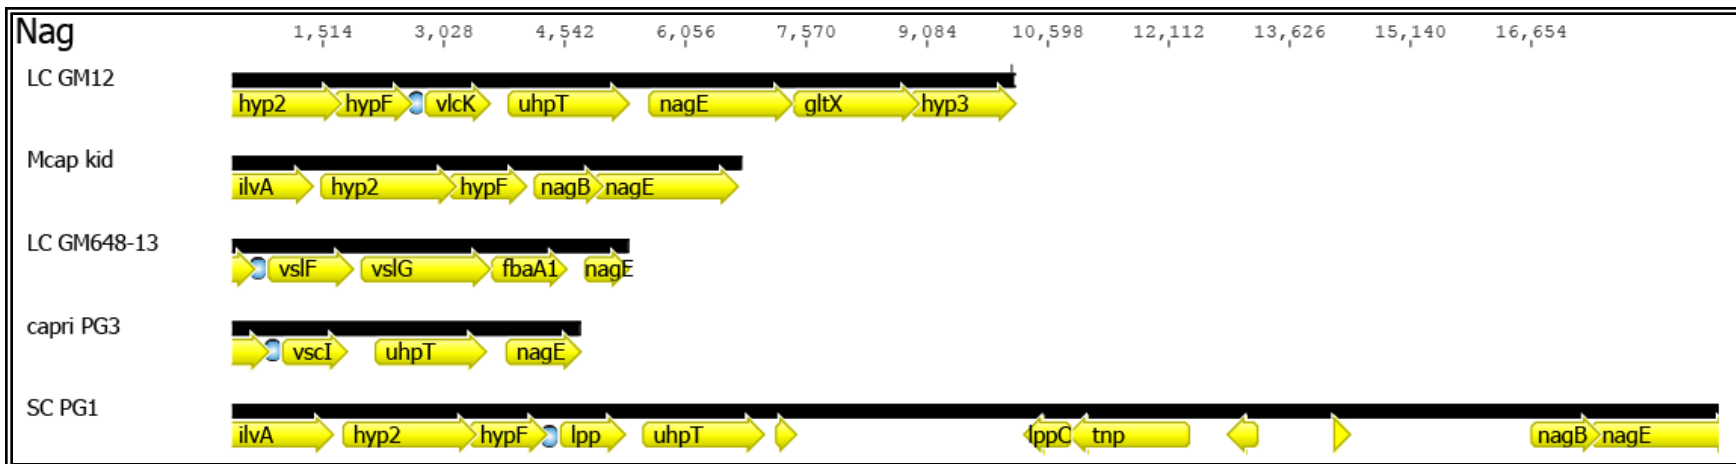 Nag 1,514 3,028 4,542 6,056 7,570 9,084 10,598 12,112 13,626 15,140 16,654
LC GM12
hyp2 hypF vlcK uhpT nagE gltX hyp3
Mcap kid
ilvA hyp2 hypF nagB nagE
LC GM648-13
vslF vslG fbaA1 nagE
capri PG3
vscI uhpT nagE
SC PG1
ilvA hyp2 hypF lpp uhpT lppC tnp nagB nagE